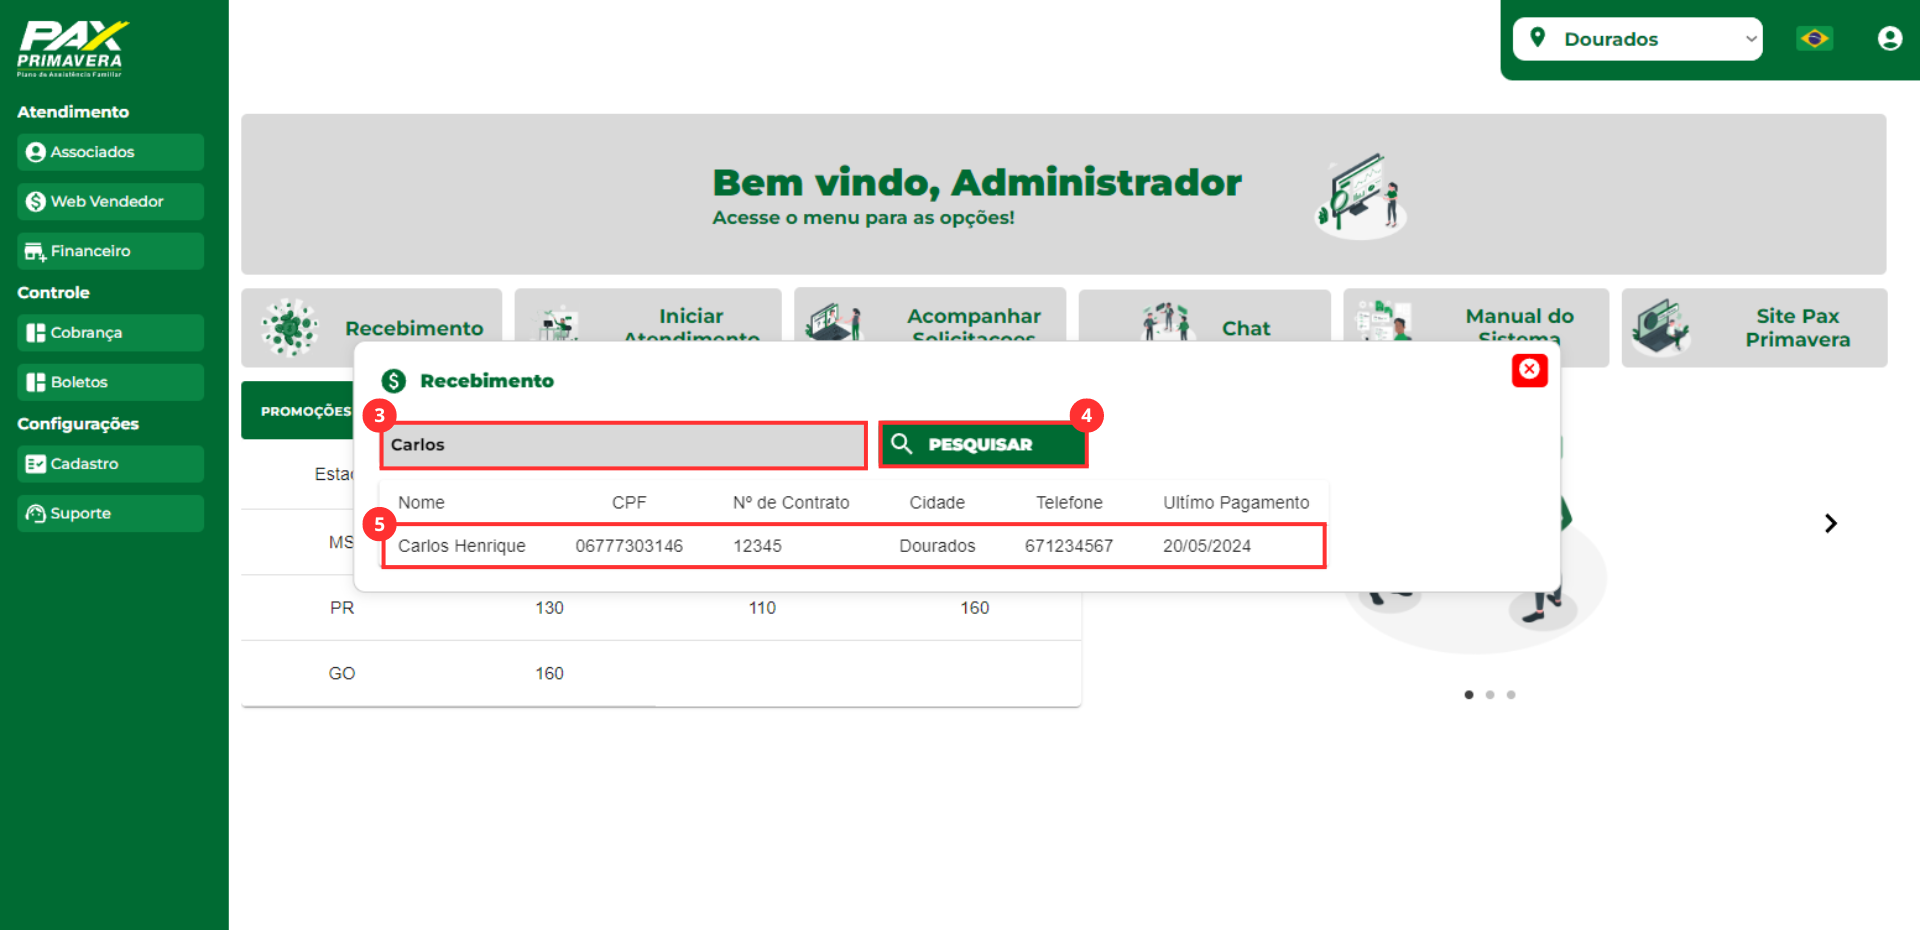 PAX
PRIMAVERA
Plano de Assistência Familiar
Atendimento
Associados
Web Vendedor
Financeiro
Controle
Cobrança
Boletos
Configurações
Cadastro
Suporte
Dourados
Bem vindo, Administrador
Acesse o menu para as opções!
Recebimento
Iniciar
Atendimento
Acompanhar
Solicitacoes
Chat
Manual do
Sistema
Site Pax
Primavera
PROMOÇÕES
Recebimento
3
4
Carlos
PESQUISAR
Nome CPF Nº de Contrato Cidade Telefone Ultímo Pagamento
5
Carlos Henrique 06777303146 12345 Dourados 671234567 20/05/2024
MS
PR 130 110 160
GO 160